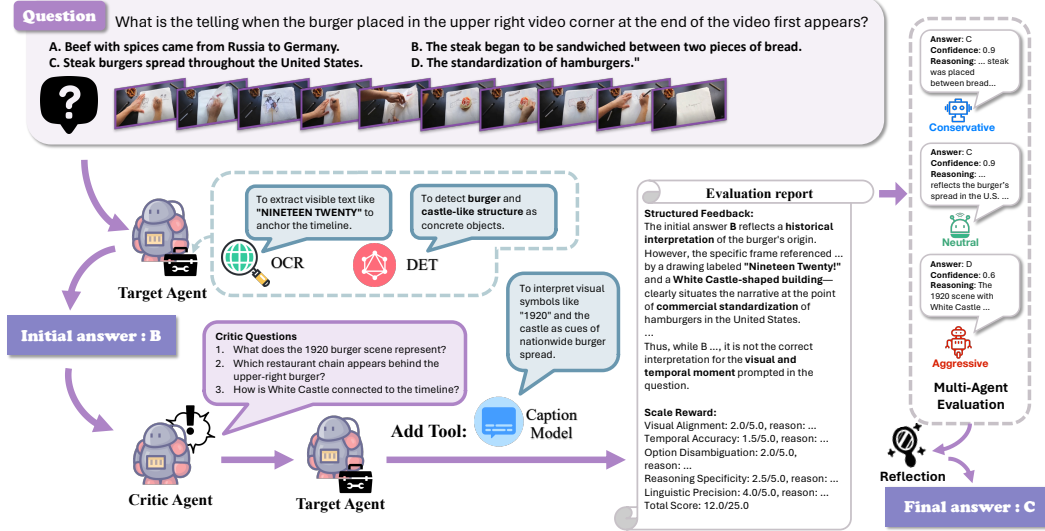 Question
What is the telling when the burger placed in the upper right video corner at the end of the video first appears?
A. Beef with spices came from Russia to Germany.
B. The steak began to be sandwiched between two pieces of bread.
C. Steak burgers spread throughout the United States.
D. The standardization of hamburgers."
?
Target Agent
To extract visible text like
"NINETEEN TWENTY" to
anchor the timeline.
OCR
To detect burger and
castle-like structure as
concrete objects.
DET
Initial answer : B
Critic Questions
1. What does the 1920 burger scene represent?
2. Which restaurant chain appears behind the
upper-right burger?
3. How is White Castle connected to the timeline?
Critic Agent
To interpret visual
symbols like
"1920" and the
castle as cues of
nationwide burger
spread.
Add Tool:
Caption
Model
Target Agent
Evaluation report
Structured Feedback:
The initial answer B reflects a historical
interpretation of the burger's origin.
However, the specific frame referenced ...
by a drawing labeled "Nineteen Twenty!"
and a White Castle-shaped building—
clearly situates the narrative at the point
of commercial standardization of
hamburgers in the United States.
...
Thus, while B ..., it is not the correct
interpretation for the visual and
temporal moment prompted in the
question.
Scale Reward:
Visual Alignment: 2.0/5.0, reason: ...
Temporal Accuracy: 1.5/5.0, reason: ...
Option Disambiguation: 2.0/5.0,
reason: ...
Reasoning Specificity: 2.5/5.0, reason: ...
Linguistic Precision: 4.0/5.0, reason: ...
Total Score: 12.0/25.0
Answer: C
Confidence: 0.9
Reasoning: ... steak
was placed
between bread...
Conservative
Answer: C
Confidence: 0.9
Reasoning: ...
reflects the burger's
spread in the U.S. ...
Neutral
Answer: D
Confidence: 0.6
Reasoning: The
1920 scene with
White Castle ...
Aggressive
Multi-Agent
Evaluation
Reflection
Final answer : C